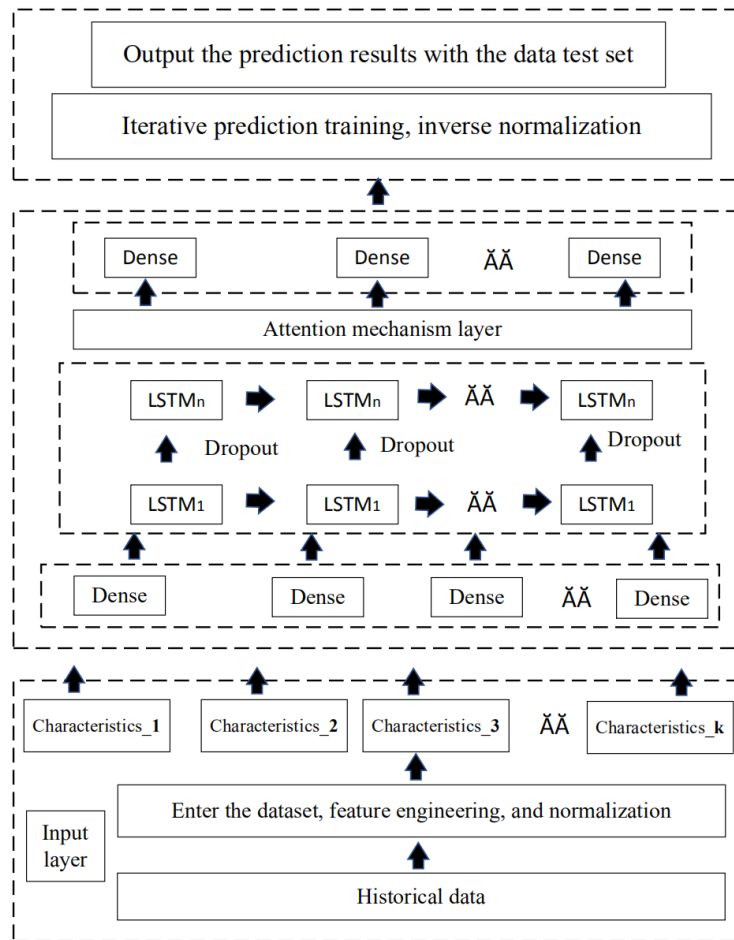 Output the prediction results with the data test set
Iterative prediction training, inverse normalization
Dense Dense ĂĂ Dense
Attention mechanism layer
LSTMn LSTMn ĂĂ LSTMn
Dropout Dropout Dropout
LSTM1 LSTM1 ĂĂ LSTM1
Dense Dense Dense ĂĂ Dense
Characteristics_1 Characteristics_2 Characteristics_3 ĂĂ Characteristics_k
Enter the dataset, feature engineering, and normalization
Input
layer
Historical data